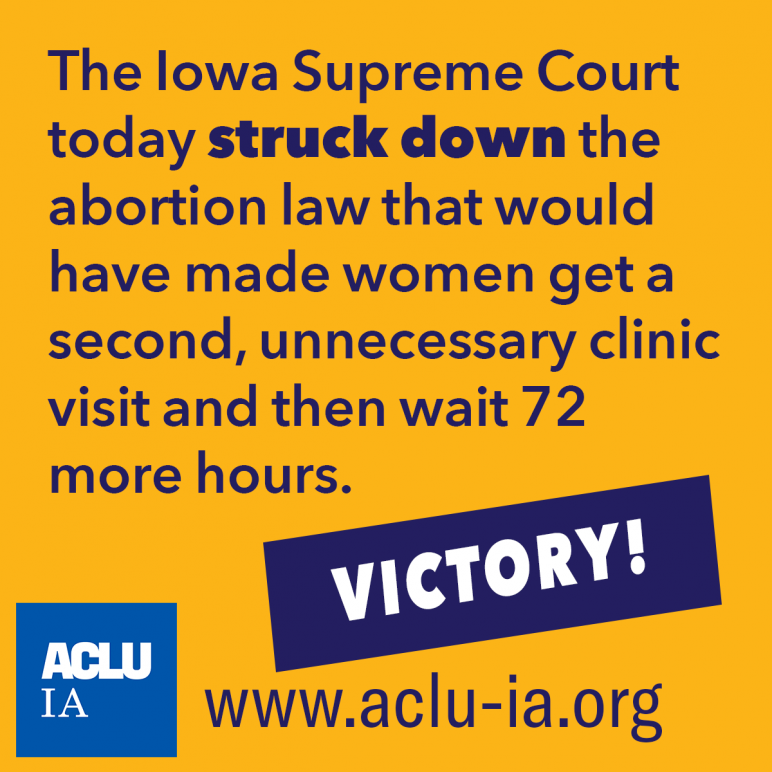 The Iowa Supreme Court
today struck down the
abortion law that would
have made women get a
second, unnecessary clinic
visit and then wait 72
more hours.
VICTORY!
ACLU
IA
www.aclu-ia.org